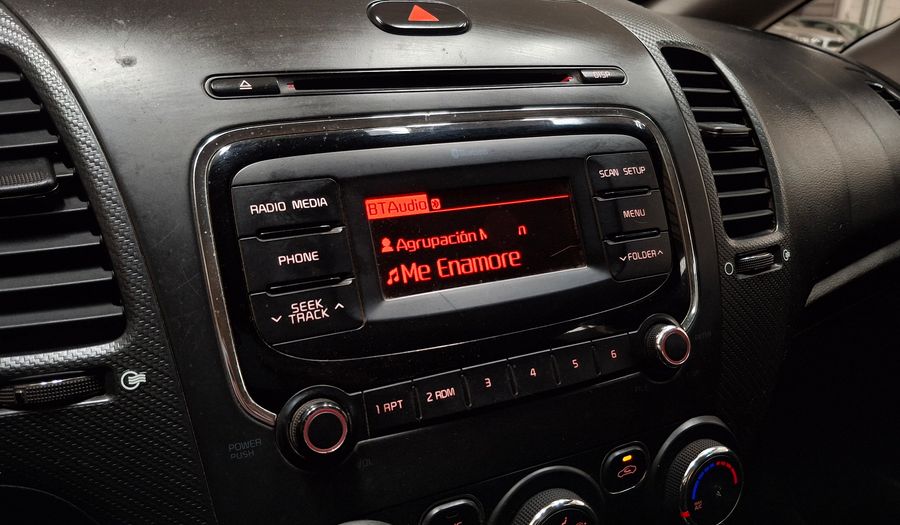 DISP
RADIO MEDIA
PHONE
SEEK
TRACK
BTAudio
Agrupación
Me Enamore
SCAN SETUP
MENU
FOLDER
1 RPT
2 RDM
3
4
5
6
POWER
PUSH
VOL